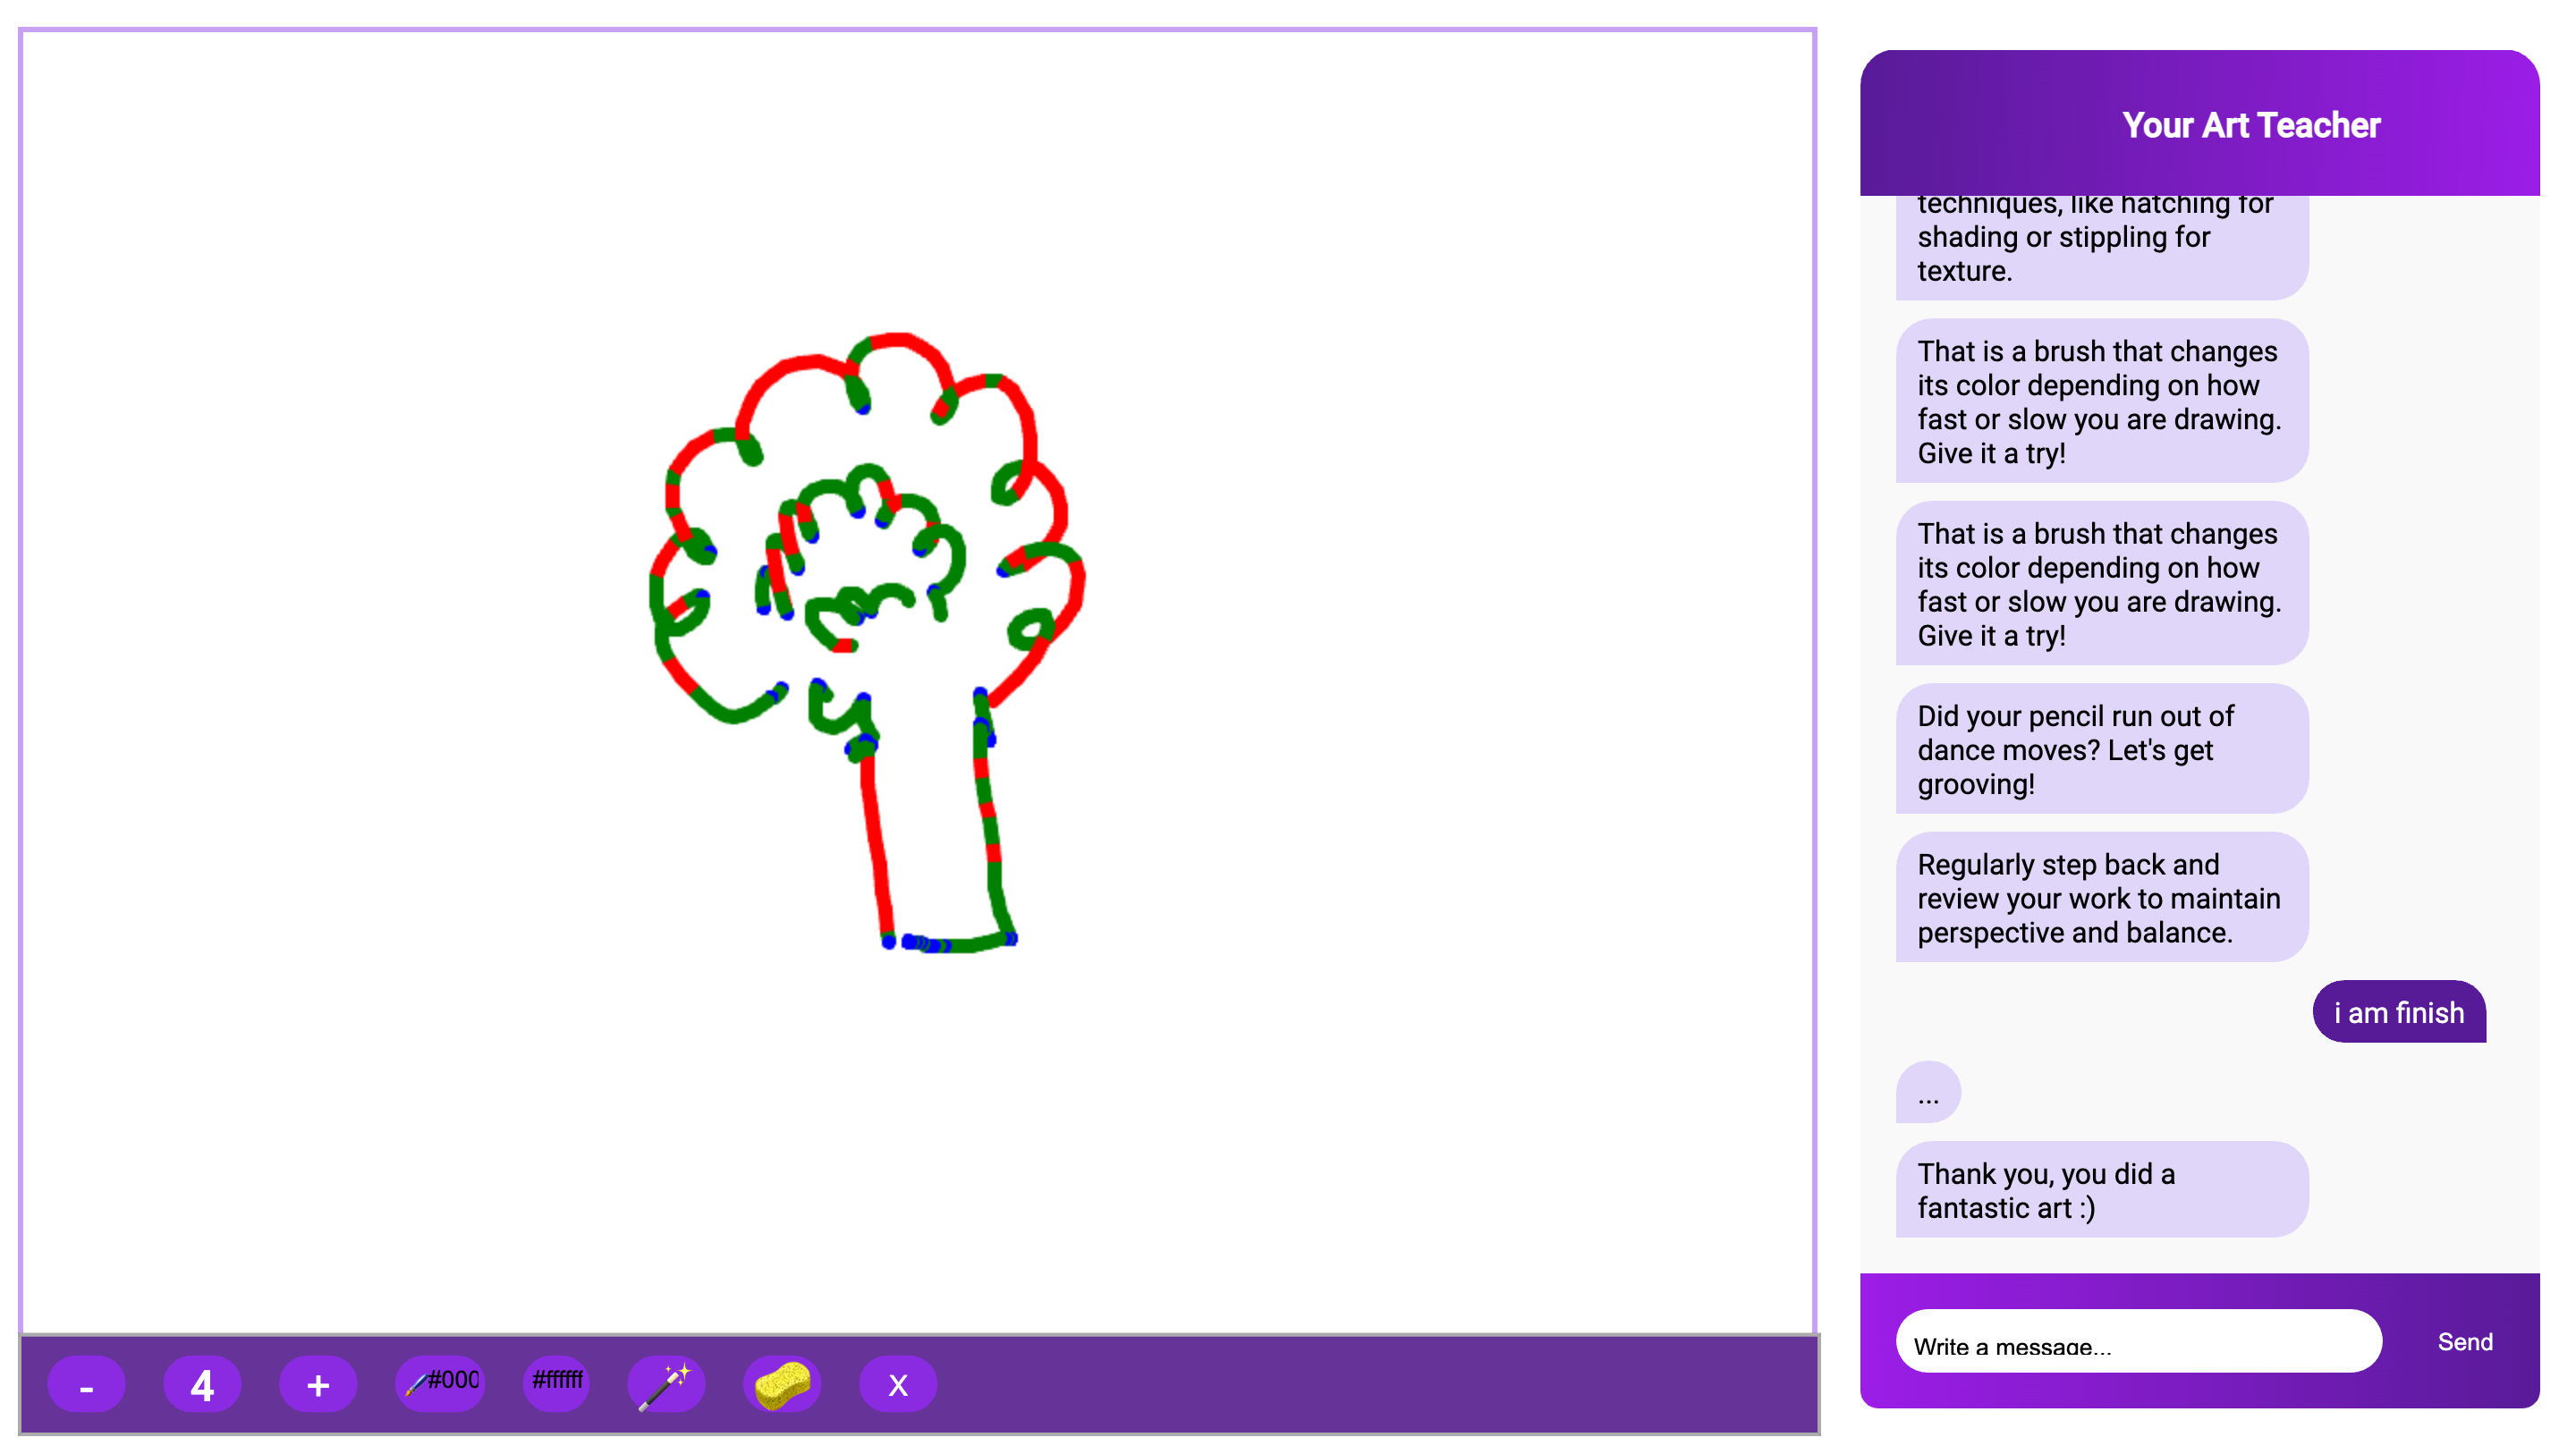 Your Art Teacher
techniques, like hatching for
shading or stippling for
texture.
That is a brush that changes
its color depending on how
fast or slow you are drawing.
Give it a try!
That is a brush that changes
its color depending on how
fast or slow you are drawing.
Give it a try!
Did your pencil run out of
dance moves? Let's get
grooving!
Regularly step back and
review your work to maintain
perspective and balance.
i am finish
...
Thank you, you did a
fantastic art :)
Write a message...
Send
- 4 + #000 #ffffff x